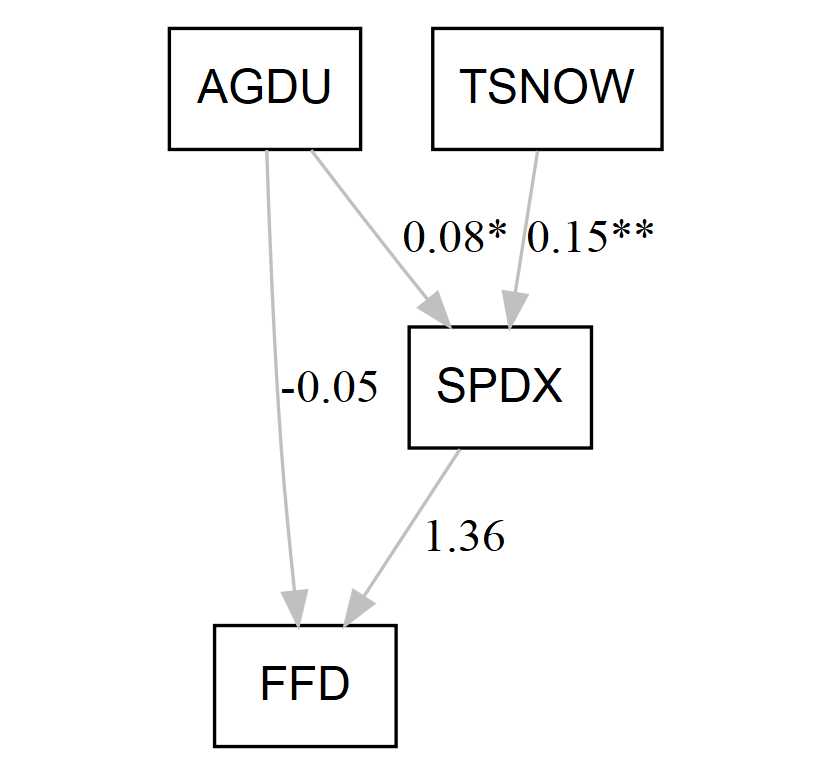 AGDU
TSNOW
0.08*
0.15**
-0.05
SPDX
1.36
FFD